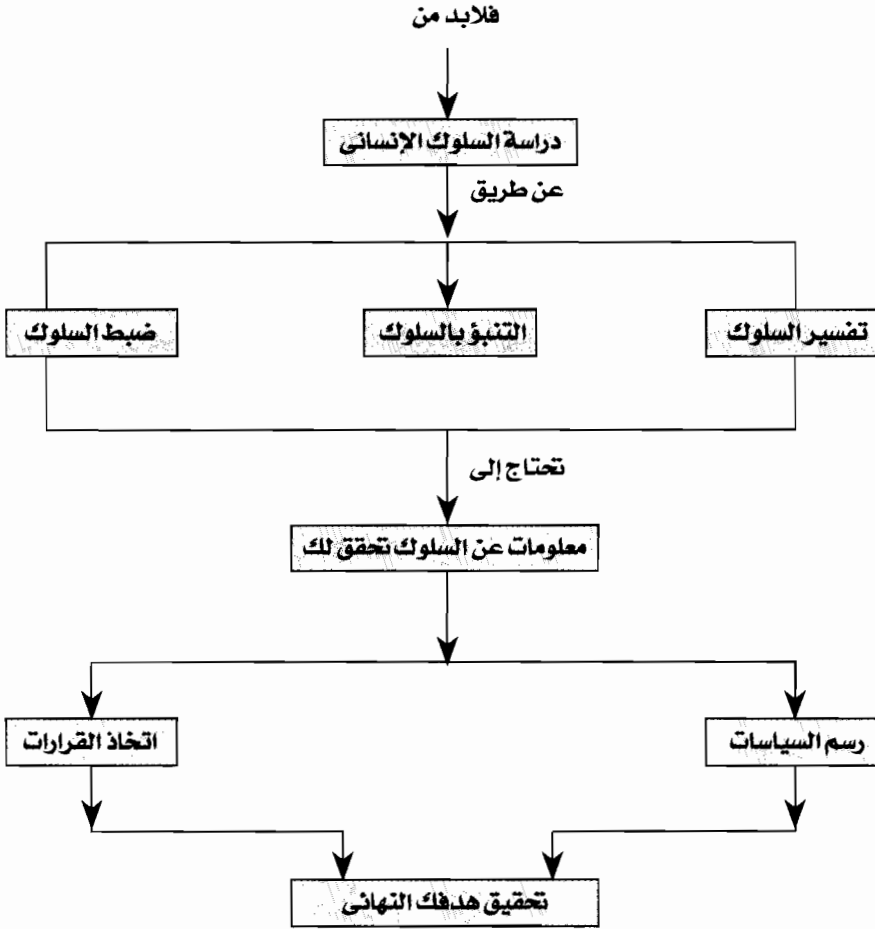 فلابد من
دراسة السلوك الإنسانى
عن طريق
تفسير السلوك
التنبؤ بالسلوك
ضبط السلوك
تحتاج إلى
معلومات عن السلوك تحقق لك
رسم السياسات
اتخاذ القرارات
تحقيق هدفك النهائى